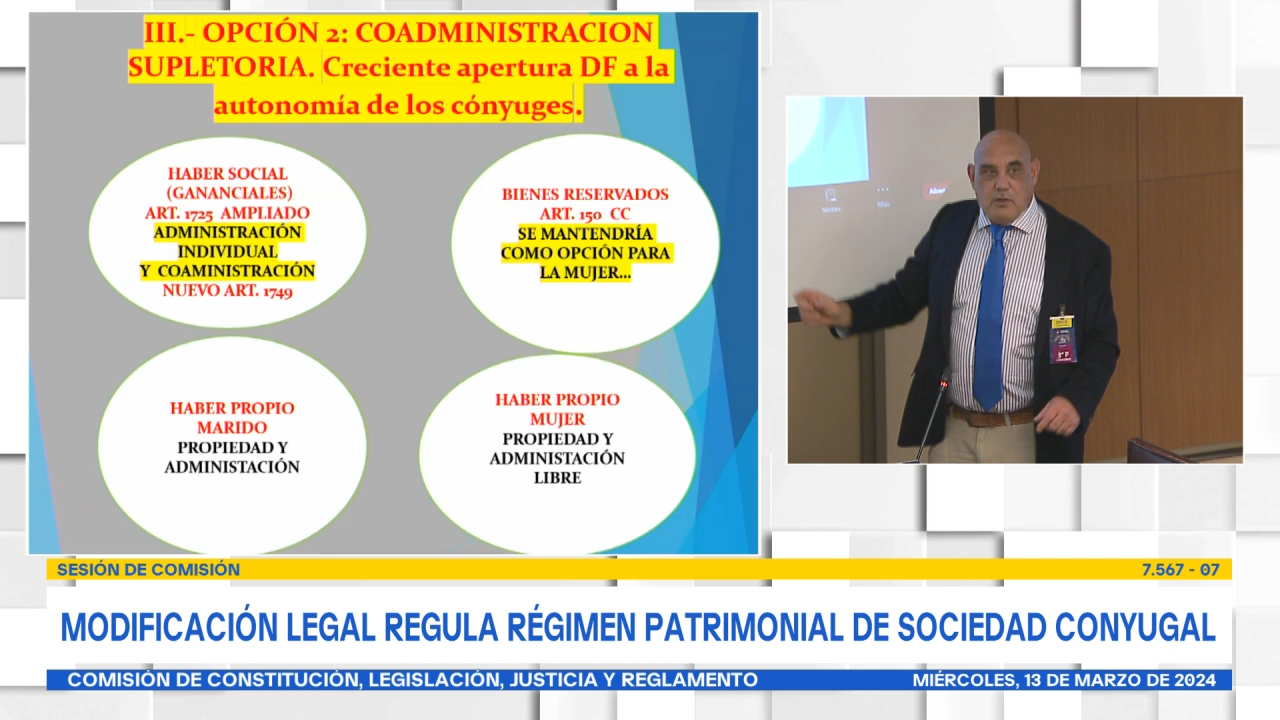 III.- OPCIÓN 2: COADMINISTRACION
SUPLETORIA. Creciente apertura DF a la
autonomía de los cónyuges.
HABER SOCIAL
(GANANCIALES)
ART. 1725 AMPLIADO
ADMINISTRACIÓN
INDIVIDUAL
Y COAMINISTRACIÓN
NUEVO ART. 1749
BIENES RESERVADOS
ART. 150 CC
SE MANTENDRÍA
COMO OPCIÓN PARA
LA MUJER...
HABER PROPIO
MARIDO
PROPIEDAD Y
ADMINISTACIÓN
HABER PROPIO
MUJER
PROPIEDAD Y
ADMINISTACIÓN
LIBRE
SESIÓN DE COMISIÓN
7.567 - 07
MODIFICACIÓN LEGAL REGULA RÉGIMEN PATRIMONIAL DE SOCIEDAD CONYUGAL
COMISIÓN DE CONSTITUCIÓN, LEGISLACIÓN, JUSTICIA Y REGLAMENTO
MIÉRCOLES, 13 DE MARZO DE 2024